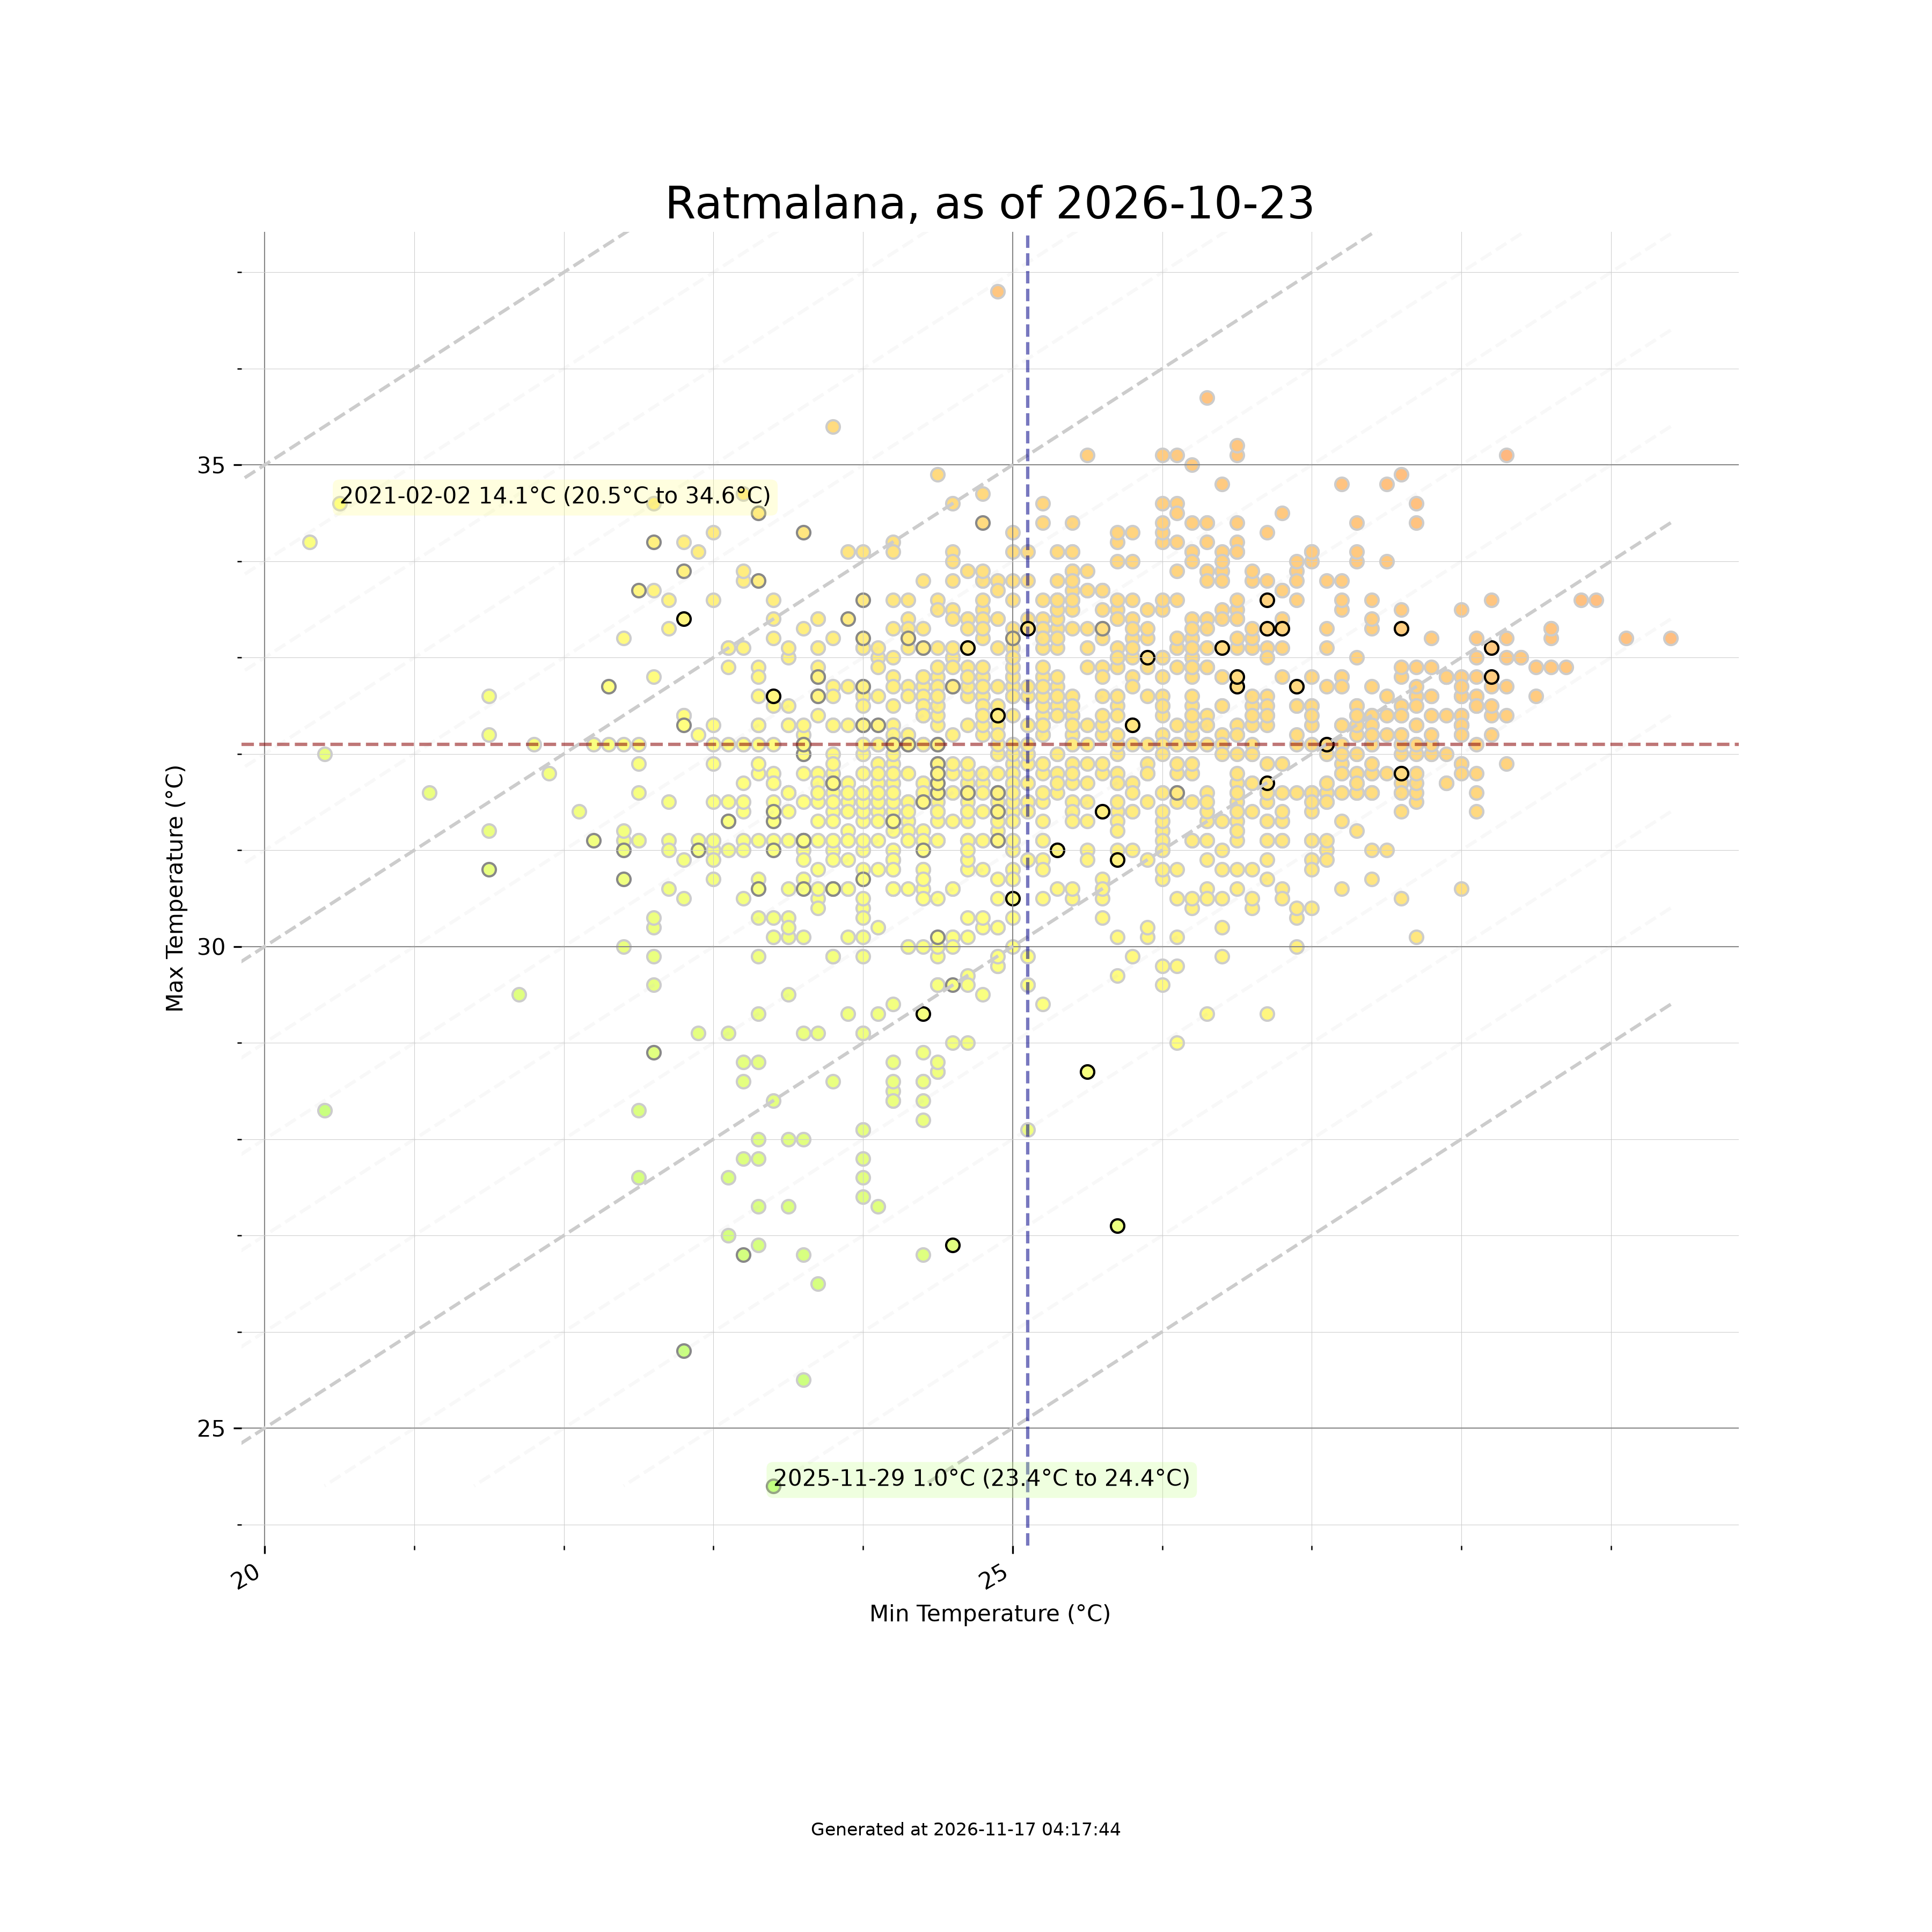 Ratmalana, as of 2026-10-23
35
2021-02-02 14.1°C (20.5°C to 34.6°C)
Max Temperature (°C)
30
25
2025-11-29 1.0°C (23.4°C to 24.4°C)
20
25
Min Temperature (°C)
Generated at 2026-11-17 04:17:44